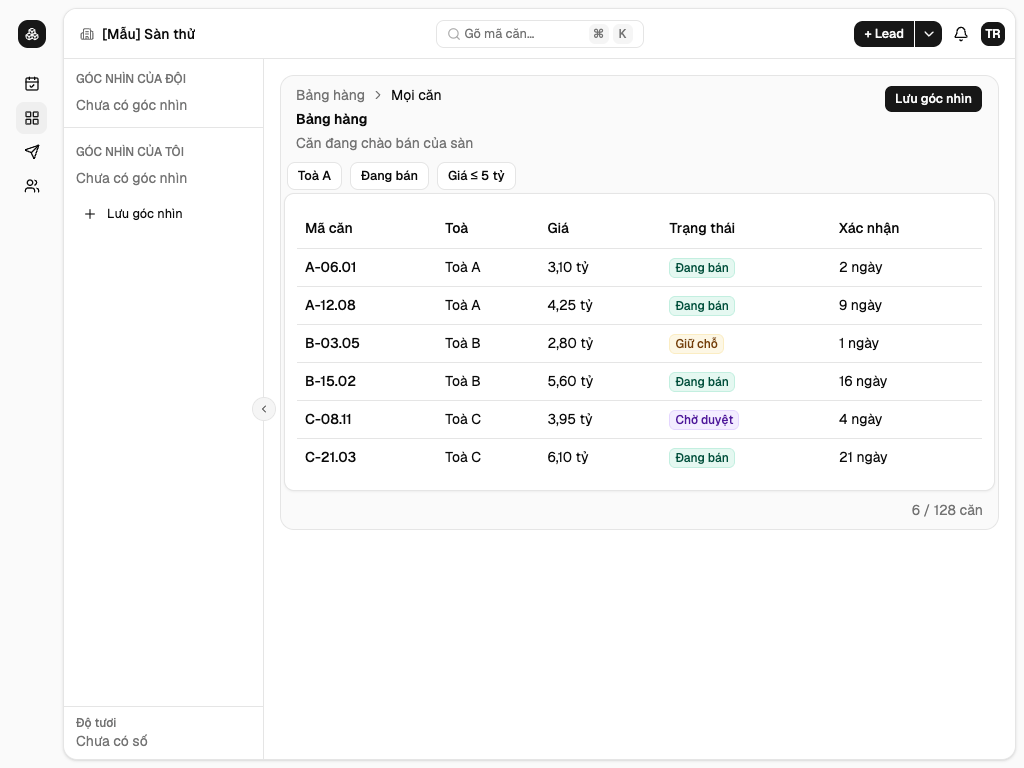 [Mẫu] Sàn thử
Gõ mã căn...
⌘ K
+ Lead
TR
GÓC NHÌN CỦA ĐỘI
Chưa có góc nhìn
GÓC NHÌN CỦA TÔI
Chưa có góc nhìn
+ Lưu góc nhìn
Độ tươi
Chưa có số
Bảng hàng > Mọi căn
Lưu góc nhìn
Bảng hàng
Căn đang chào bán của sàn
Toà A Đang bán Giá ≤ 5 tỷ
Mã căn Toà Giá Trạng thái Xác nhận
A-06.01 Toà A 3,10 tỷ Đang bán 2 ngày
A-12.08 Toà A 4,25 tỷ Đang bán 9 ngày
B-03.05 Toà B 2,80 tỷ Giữ chỗ 1 ngày
B-15.02 Toà B 5,60 tỷ Đang bán 16 ngày
C-08.11 Toà C 3,95 tỷ Chờ duyệt 4 ngày
C-21.03 Toà C 6,10 tỷ Đang bán 21 ngày
6 / 128 căn